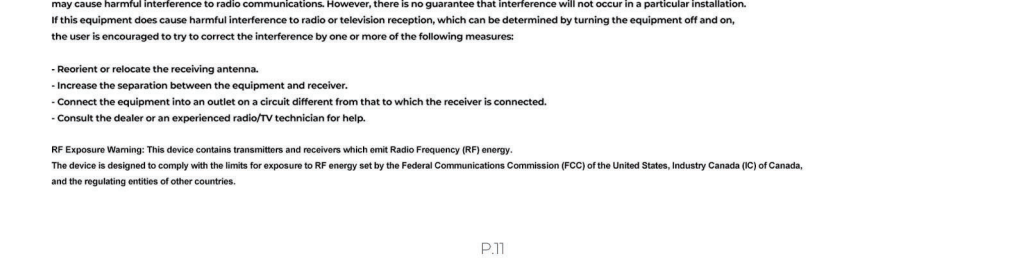 may cause harmful interference to radio communications. However, there is no guarantee that interference will not occur in a particular installation.
If this equipment does cause harmful interference to radio or television reception, which can be determined by turning the equipment off and on,
the user is encouraged to try to correct the interference by one or more of the following measures:
- Reorient or relocate the receiving antenna.
- Increase the separation between the equipment and receiver.
- Connect the equipment into an outlet on a circuit different from that to which the receiver is connected.
- Consult the dealer or an experienced radio/TV technician for help.
RF Exposure Warning: This device contains transmitters and receivers which emit Radio Frequency (RF) energy.
The device is designed to comply with the limits for exposure to RF energy set by the Federal Communications Commission (FCC) of the United States, Industry Canada (IC) of Canada,
and the regulating entities of other countries.
P.11